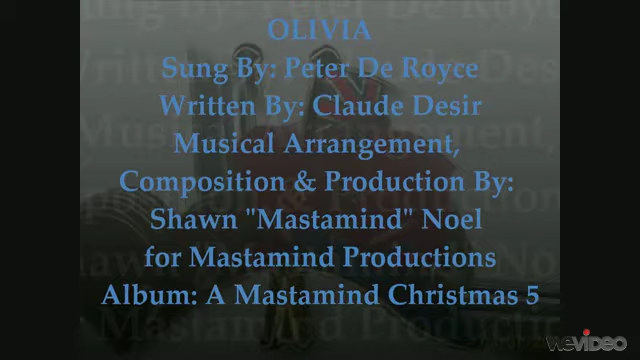 OLIVIA
Sung By: Peter De Royce
Written By: Claude Desir
Musical Arrangement,
Composition & Production By:
Shawn "Mastamind" Noel
for Mastamind Productions
Album: A Mastamind Christmas 5
WEVIDEO